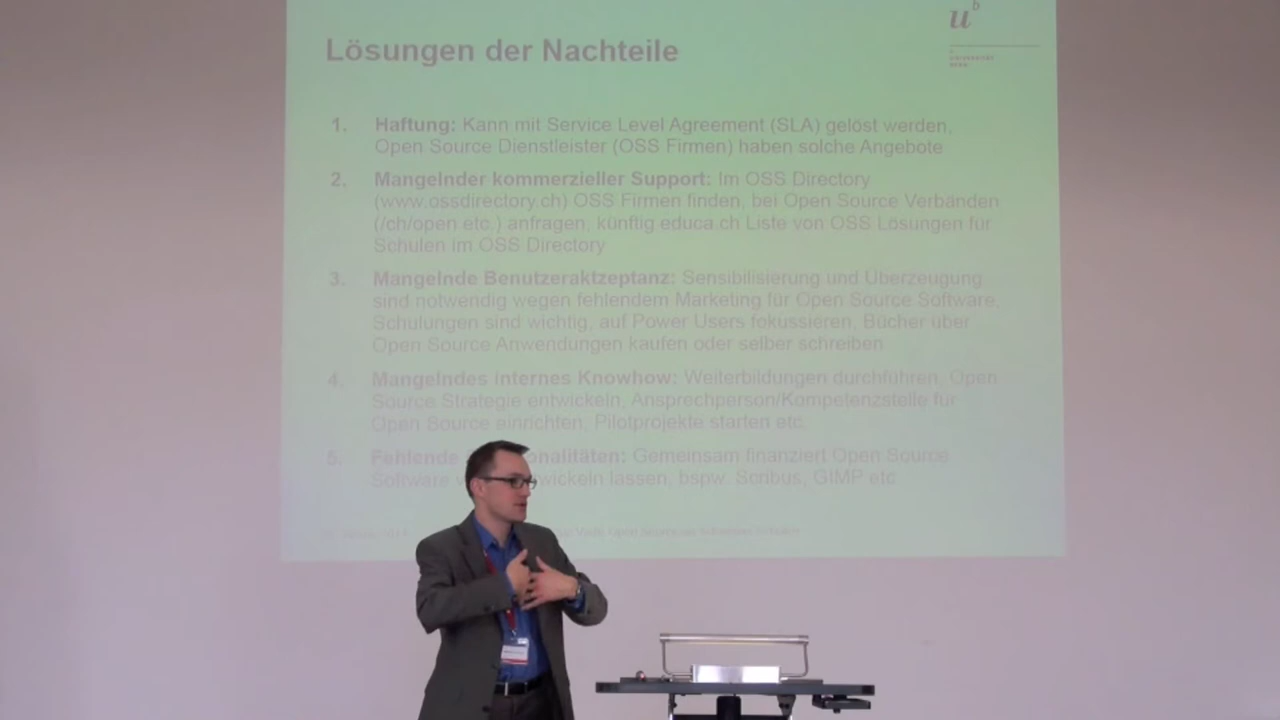 u b
Lösungen der Nachteile
UNIVERSITÄT
BERN
1. Haftung: Kann mit Service Level Agreement (SLA) gelöst werden,
Open Source Dienstleister (OSS Firmen) haben solche Angebote
2. Mangelnder kommerzieller Support: Im OSS Directory
(www.ossdirectory.ch) OSS Firmen finden, bei Open Source Verbänden
(/ch/open etc.) anfragen, künftig educa.ch Liste von OSS Lösungen für
Schulen im OSS Directory
3. Mangelnde Benutzeraktzeptanz: Sensibilisierung und Überzeugung
sind notwendig wegen fehlendem Marketing für Open Source Software,
Schulungen sind wichtig, auf Power Users fokussieren, Bücher über
Open Source Anwendungen kaufen oder selber schreiben
4. Mangelndes internes Knowhow: Weiterbildungen durchführen, Open
Source Strategie entwickeln, Ansprechperson/Kompetenzstelle für
Open Source einrichten, Pilotprojekte starten etc.
5. Fehlende onalitäten: Gemeinsam finanziert Open Source
Software wickeln lassen, bspw. Scribus, GIMP etc.